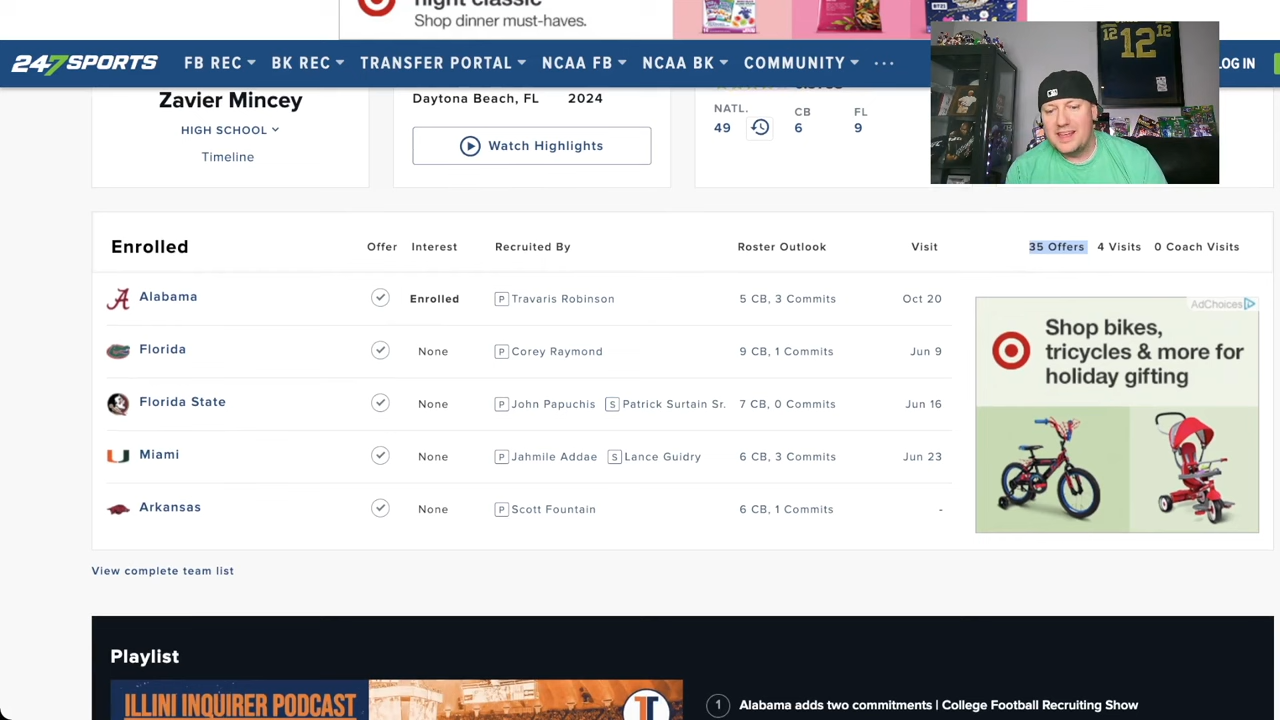 night classic
Shop dinner must-haves.
247SPORTS FB REC BK REC TRANSFER PORTAL NCAA FB NCAA BK COMMUNITY ... LOG IN
Zavier Mincey
HIGH SCHOOL
Timeline
Daytona Beach, FL 2024
Watch Highlights
NATL. CB FL
49 6 9
12 12
12
Enrolled Offer Interest Recruited By Roster Outlook Visit 35 Offers 4 Visits 0 Coach Visits
Alabama Enrolled P Travaris Robinson 5 CB, 3 Commits Oct 20
Florida None P Corey Raymond 9 CB, 1 Commits Jun 9
Florida State None P John Papuchis S Patrick Surtain Sr. 7 CB, 0 Commits Jun 16
Miami None P Jahmile Addae S Lance Guidry 6 CB, 3 Commits Jun 23
Arkansas None P Scott Fountain 6 CB, 1 Commits -
AdChoices
Shop bikes,
tricycles & more for
holiday gifting
View complete team list
Playlist
ILLINI INQUIRER PODCAST
1 Alabama adds two commitments | College Football Recruiting Show